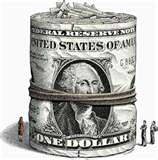 FEDERAL RESERVE NOTE
UNITED STATES OF AMERICA
ONE DOLLAR